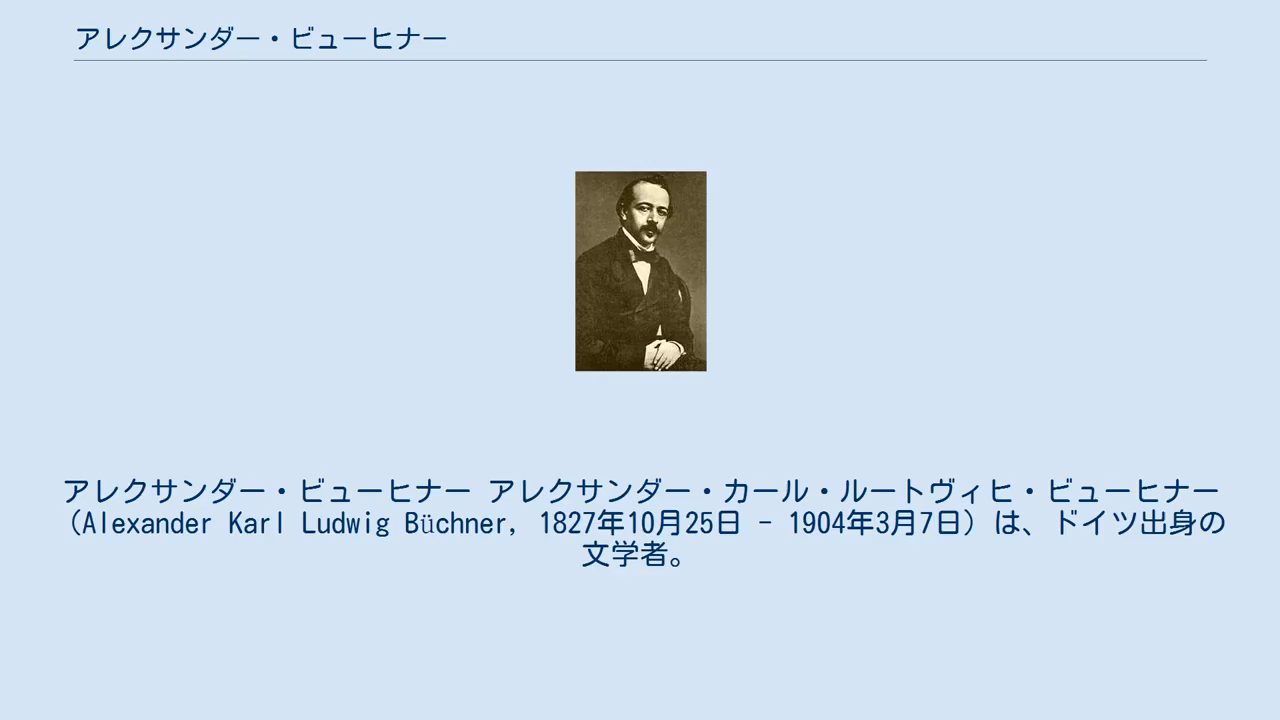 アレクサンダー・ビューヒナー
アレクサンダー・ビューヒナー アレクサンダー・カール・ルートヴィヒ・ビューヒナー
（Alexander Karl Ludwig Büchner, 1827年10月25日 - 1904年3月7日）は、ドイツ出身の
文学者。